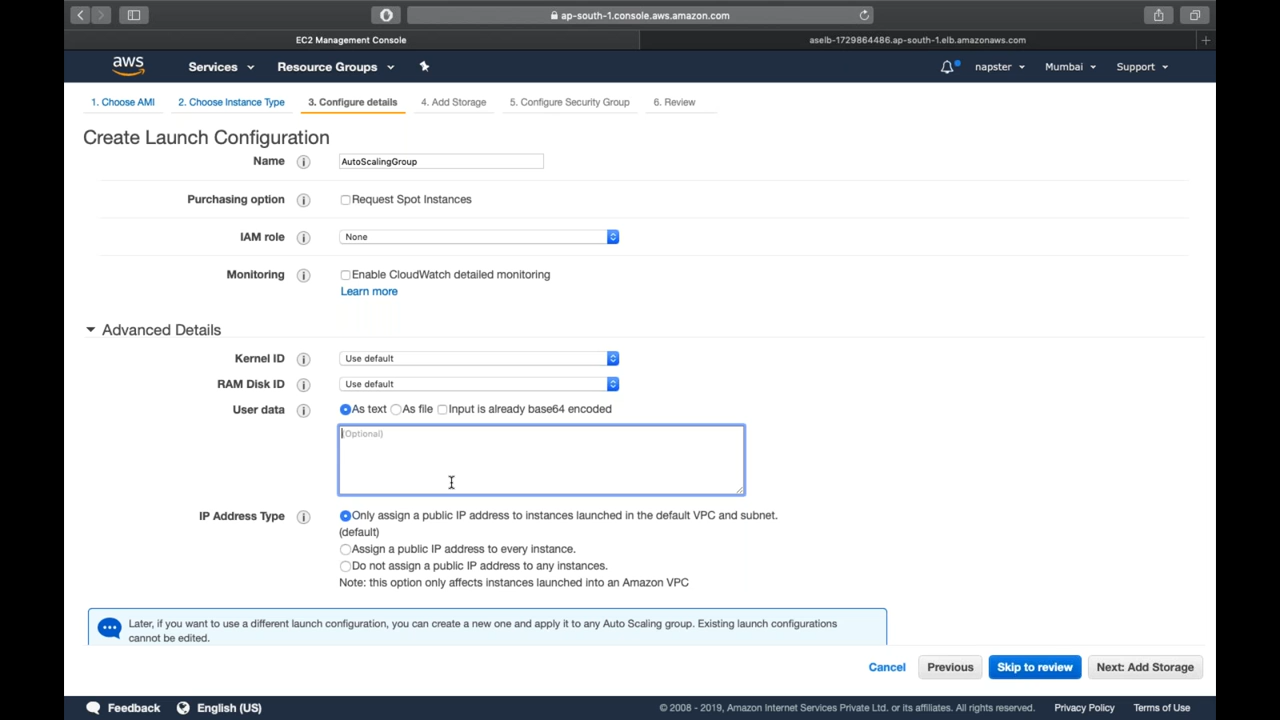 ap-south-1.console.aws.amazon.com
EC2 Management Console
aselb-1729864486.ap-south-1.elb.amazonaws.com
aws
Services
Resource Groups
napster
Mumbai
Support
1. Choose AMI
2. Choose Instance Type
3. Configure details
4. Add Storage
5. Configure Security Group
6. Review
Create Launch Configuration
Name
AutoScalingGroup
Purchasing option
Request Spot Instances
IAM role
None
Monitoring
Enable CloudWatch detailed monitoring
Learn more
Advanced Details
Kernel ID
Use default
RAM Disk ID
Use default
User data
As text
As file
Input is already base64 encoded
(Optional)
IP Address Type
Only assign a public IP address to instances launched in the default VPC and subnet.
(default)
Assign a public IP address to every instance.
Do not assign a public IP address to any instances.
Note: this option only affects instances launched into an Amazon VPC
Later, if you want to use a different launch configuration, you can create a new one and apply it to any Auto Scaling group. Existing launch configurations
cannot be edited.
Cancel
Previous
Skip to review
Next: Add Storage
Feedback
English (US)
© 2008 - 2019, Amazon Internet Services Private Ltd. or its affiliates. All rights reserved.
Privacy Policy
Terms of Use